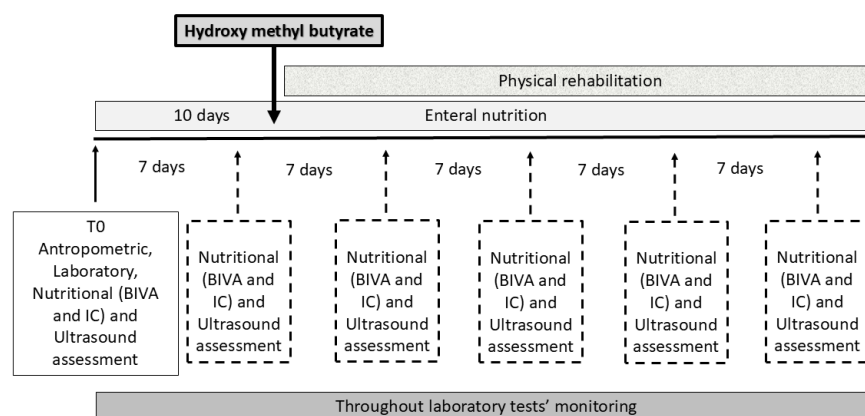 Hydroxy methyl butyrate
Physical rehabilitation
10 days
Enteral nutrition
7 days
7 days
7 days
7 days
7 days
T0
Antropometric,
Laboratory,
Nutritional (BIVA
and IC) and
Ultrasound
assessment
Nutritional
(BIVA and
IC) and
Ultrasound
assessment
Nutritional
(BIVA and
IC) and
Ultrasound
assessment
Nutritional
(BIVA and
IC) and
Ultrasound
assessment
Nutritional
(BIVA and
IC) and
Ultrasound
assessment
Nutritional
(BIVA and
IC) and
Ultrasound
assessment
Throughout laboratory tests’ monitoring